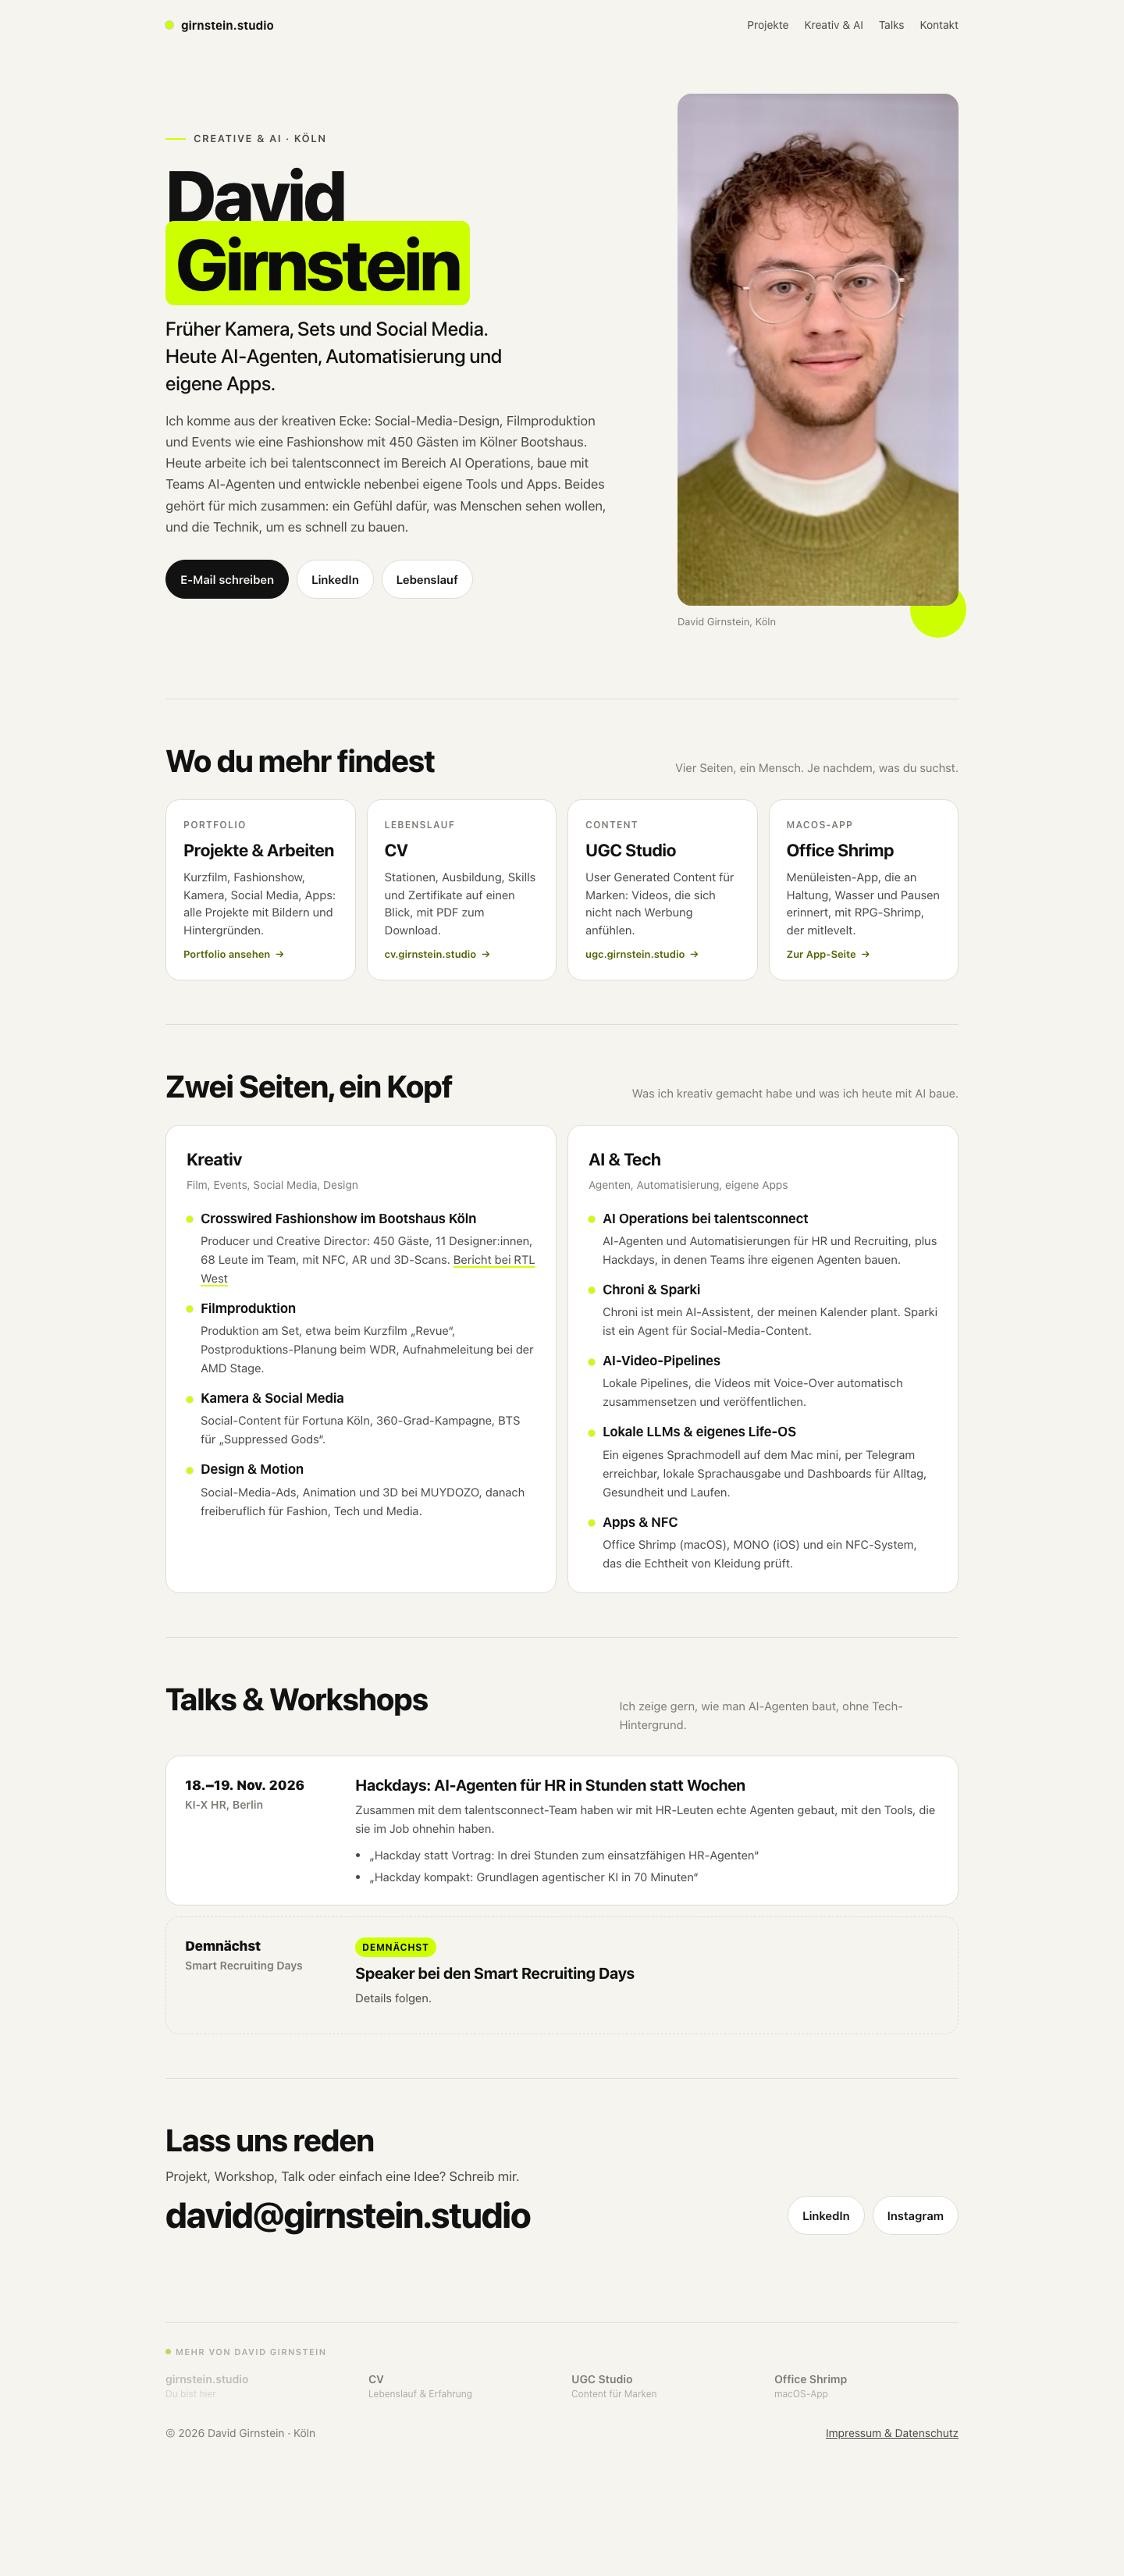 girnstein.studio
Projekte Kreativ & AI Talks Kontakt
CREATIVE & AI · KÖLN
David
Girnstein
Früher Kamera, Sets und Social Media.
Heute AI-Agenten, Automatisierung und
eigene Apps.
Ich komme aus der kreativen Ecke: Social-Media-Design, Filmproduktion
und Events wie eine Fashionshow mit 450 Gästen im Kölner Bootshaus.
Heute arbeite ich bei talentsconnect im Bereich AI Operations, baue mit
Teams AI-Agenten und entwickle nebenbei eigene Tools und Apps. Beides
gehört für mich zusammen: ein Gefühl dafür, was Menschen sehen wollen,
und die Technik, um es schnell zu bauen.
E-Mail schreiben LinkedIn Lebenslauf
David Girnstein, Köln
Wo du mehr findest
Vier Seiten, ein Mensch. Je nachdem, was du suchst.
PORTFOLIO
Projekte & Arbeiten
Kurzfilm, Fashionshow,
Kamera, Social Media, Apps:
alle Projekte mit Bildern und
Hintergründen.
Portfolio ansehen →
LEBENSLAUF
CV
Stationen, Ausbildung, Skills
und Zertifikate auf einen
Blick, mit PDF zum
Download.
cv.girnstein.studio →
CONTENT
UGC Studio
User Generated Content für
Marken: Videos, die sich
nicht nach Werbung
anfühlen.
ugc.girnstein.studio →
MACOS-APP
Office Shrimp
Menüleisten-App, die an
Haltung, Wasser und Pausen
erinnert, mit RPG-Shrimp,
der mitlevelt.
Zur App-Seite →
Zwei Seiten, ein Kopf
Was ich kreativ gemacht habe und was ich heute mit AI baue.
Kreativ
Film, Events, Social Media, Design
Crosswired Fashionshow im Bootshaus Köln
Producer und Creative Director: 450 Gäste, 11 Designer:innen,
68 Leute im Team, mit NFC, AR und 3D-Scans. Bericht bei RTL
West
Filmproduktion
Produktion am Set, etwa beim Kurzfilm „Revue“,
Postproduktions-Planung beim WDR, Aufnahmeleitung bei der
AMD Stage.
Kamera & Social Media
Social-Content für Fortuna Köln, 360-Grad-Kampagne, BTS
für „Suppressed Gods“.
Design & Motion
Social-Media-Ads, Animation und 3D bei MUYDOZO, danach
freiberuflich für Fashion, Tech und Media.
AI & Tech
Agenten, Automatisierung, eigene Apps
AI Operations bei talentsconnect
AI-Agenten und Automatisierungen für HR und Recruiting, plus
Hackdays, in denen Teams ihre eigenen Agenten bauen.
Chroni & Sparki
Chroni ist mein AI-Assistent, der meinen Kalender plant. Sparki
ist ein Agent für Social-Media-Content.
AI-Video-Pipelines
Lokale Pipelines, die Videos mit Voice-Over automatisch
zusammensetzen und veröffentlichen.
Lokale LLMs & eigenes Life-OS
Ein eigenes Sprachmodell auf dem Mac mini, per Telegram
erreichbar, lokale Sprachausgabe und Dashboards für Alltag,
Gesundheit und Laufen.
Apps & NFC
Office Shrimp (macOS), MONO (iOS) und ein NFC-System,
das die Echtheit von Kleidung prüft.
Talks & Workshops
Ich zeige gern, wie man AI-Agenten baut, ohne Tech-
Hintergrund.
18.–19. Nov. 2026
KI-X HR, Berlin
Hackdays: AI-Agenten für HR in Stunden statt Wochen
Zusammen mit dem talentsconnect-Team haben wir mit HR-Leuten echte Agenten gebaut, mit den Tools, die
sie im Job ohnehin haben.
• „Hackday statt Vortrag: In drei Stunden zum einsatzfähigen HR-Agenten“
• „Hackday kompakt: Grundlagen agentischer KI in 70 Minuten“
Demnächst
Smart Recruiting Days
DEMNÄCHST
Speaker bei den Smart Recruiting Days
Details folgen.
Lass uns reden
Projekt, Workshop, Talk oder einfach eine Idee? Schreib mir.
david@girnstein.studio
LinkedIn Instagram
MEHR VON DAVID GIRNSTEIN
girnstein.studio
Du bist hier
CV
Lebenslauf & Erfahrung
UGC Studio
Content für Marken
Office Shrimp
macOS-App
© 2026 David Girnstein · Köln
Impressum & Datenschutz